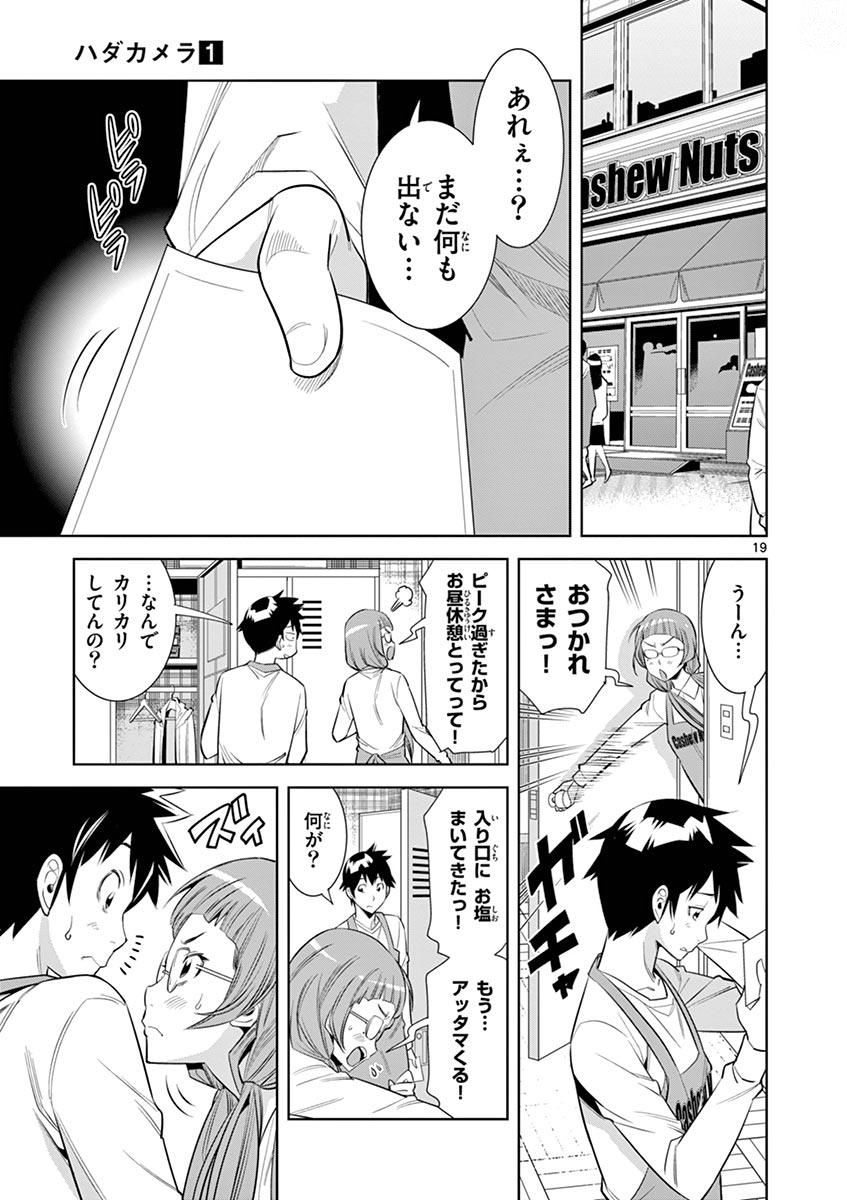 ハダカメラ1
ashew Nuts
Cashew
あれぇ…?
まだ何も
出ない…
ピラ
ピラ
19
うーん…
おつかれ
さまっ!
Cashew N
ガチャ
Cashew N
ピーク過ぎたから
お昼休憩とってって!
…なんで
カリカリ
してんの?
入り口に お塩
まいてきたっ!
もう…
アッタマくる!
何が?
ズィ